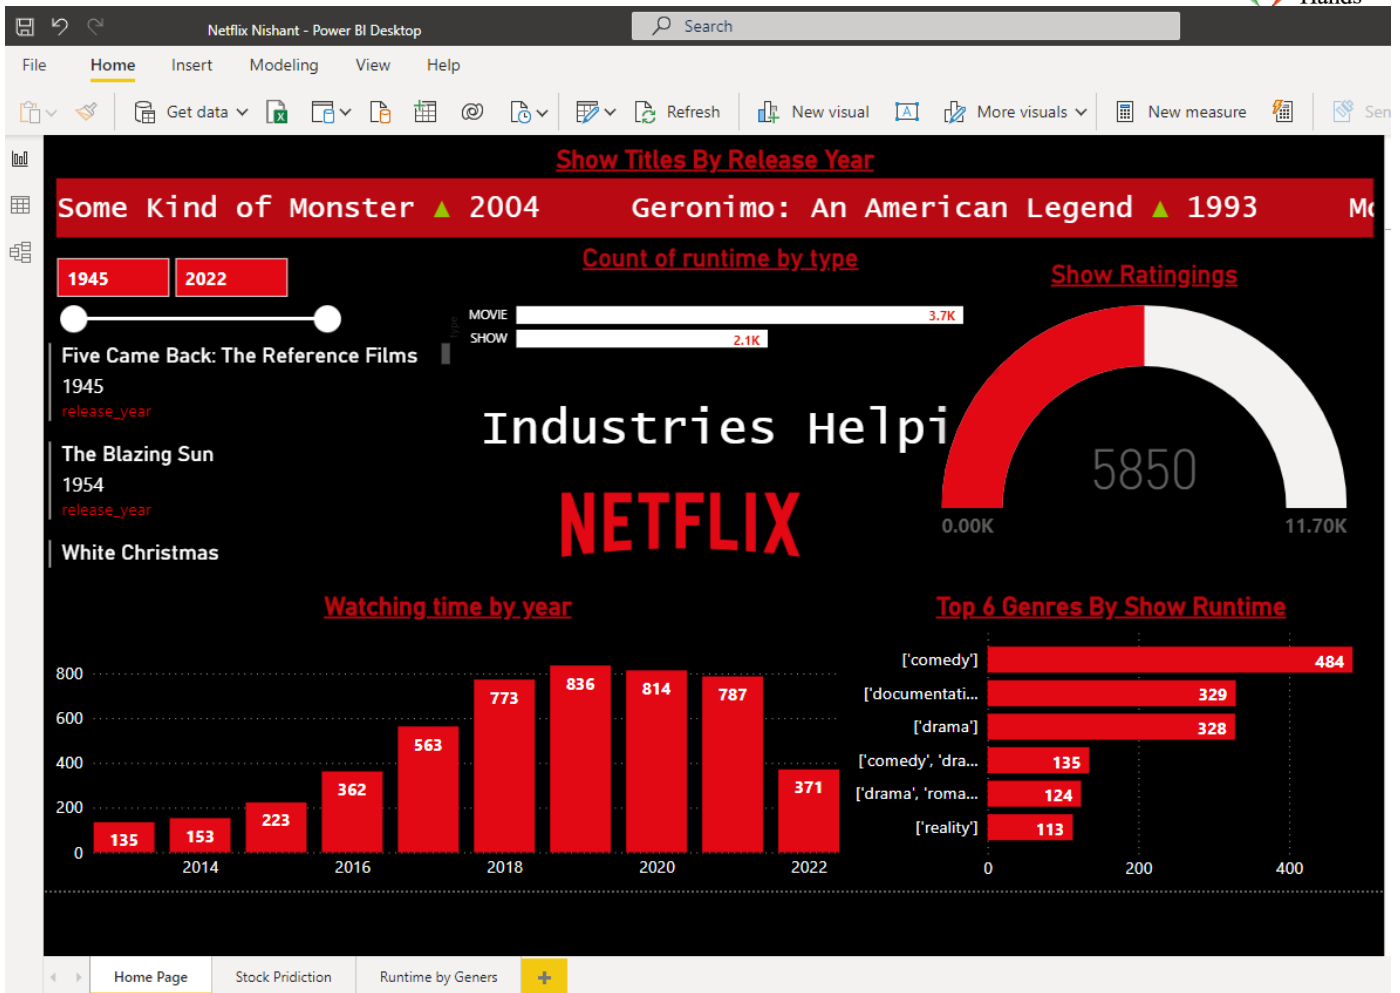 Hands
Netflix Nishant - Power BI Desktop
Search
File Home Insert Modeling View Help
Get data Refresh New visual A More visuals New measure
Show Titles By Release Year
Some Kind of Monster ▲ 2004 Geronimo: An American Legend ▲ 1993
1945 2022
Five Came Back: The Reference Films
1945
release_year
The Blazing Sun
1954
release_year
White Christmas
Count of runtime by type
type
MOVIE 3.7K
SHOW 2.1K
Industries Helpi
NETFLIX
Show Ratingings
5850
0.00K 11.70K
Watching time by year
800
600
400
200
0
135 153 223 362 563 773 836 814 787 371
2014 2016 2018 2020 2022
Top 6 Genres By Show Runtime
['comedy'] 484
['documentati... 329
['drama'] 328
['comedy', 'dra... 135
['drama', 'roma... 124
['reality'] 113
0 200 400
Home Page Stock Pridiction Runtime by Geners +